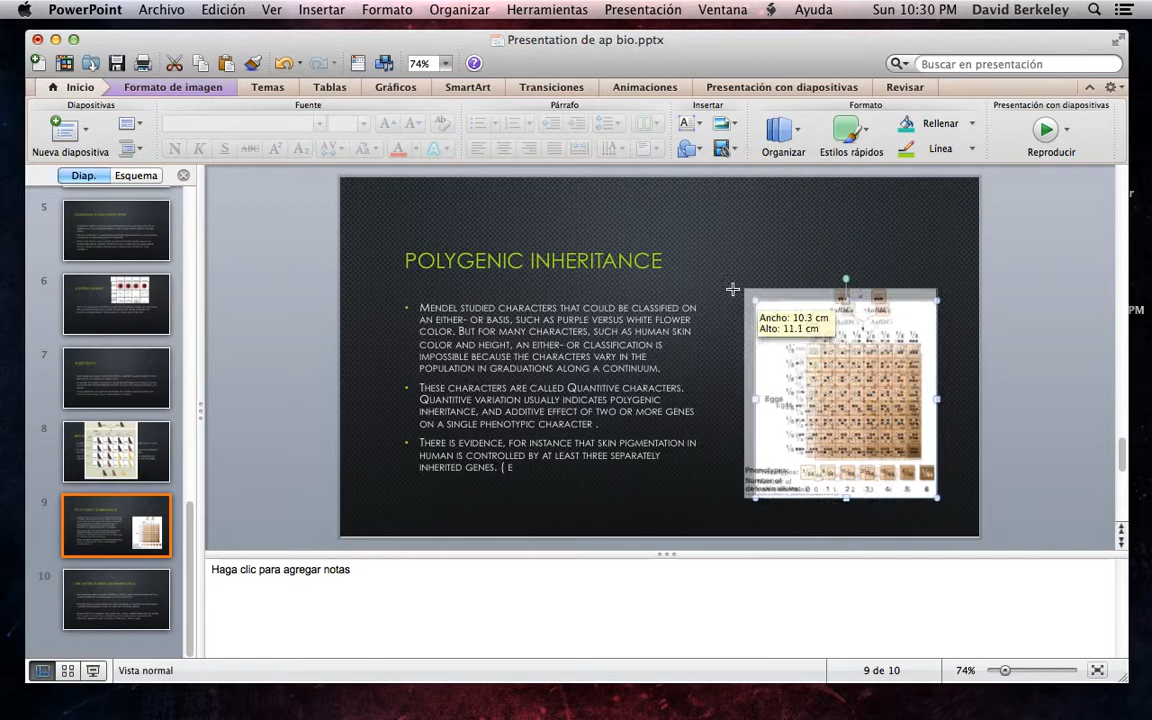 PowerPoint Archivo Edición Ver Insertar Formato Organizar Herramientas Presentación Ventana Ayuda Sun 10:30 PM David Berkeley
Presentation de ap bio.pptx
74% Buscar en presentación
Inicio Formato de imagen Temas Tablas Gráficos SmartArt Transiciones Animaciones Presentación con diapositivas Revisar
Diapositivas Fuente Párrafo Insertar Formato Presentación con diapositivas
N K S ABC A² A₂ AV Aa A A
Rellenar
Línea
Nueva diapositiva Organizar Estilos rápidos Reproducir
Diap. Esquema
5
6
7
8
9
10
POLYGENIC INHERITANCE
• MENDEL STUDIED CHARACTERS THAT COULD BE CLASSIFIED ON
AN EITHER- OR BASIS, SUCH AS PURPLE VERSUS WHITE FLOWER
COLOR. BUT FOR MANY CHARACTERS, SUCH AS HUMAN SKIN
COLOR AND HEIGHT, AN EITHER- OR CLASSIFICATION IS
IMPOSSIBLE BECAUSE THE CHARACTERS VARY IN THE
POPULATION IN GRADUATIONS ALONG A CONTINUUM.
• THESE CHARACTERS ARE CALLED QUANTITIVE CHARACTERS.
QUANTITIVE VARIATION USUALLY INDICATES POLYGENIC
INHERITANCE, AND ADDITIVE EFFECT OF TWO OR MORE GENES
ON A SINGLE PHENOTYPIC CHARACTER .
• THERE IS EVIDENCE, FOR INSTANCE THAT SKIN PIGMENTATION IN
HUMAN IS CONTROLLED BY AT LEAST THREE SEPARATELY
INHERITED GENES. ( E
Ancho: 10.3 cm
Alto: 11.1 cm
Eggs
Phenotypes:
Number of
PM
Haga clic para agregar notas
Vista normal 9 de 10 74%